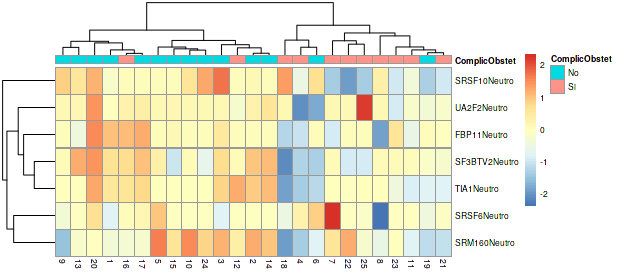 ComplicObstet
ComplicObstet
No
Si
2
1
0
-1
-2
SRSF10Neutro
UA2F2Neutro
FBP11Neutro
SF3BTV2Neutro
TIA1Neutro
SRSF6Neutro
SRM160Neutro
9 13 20 1 16 17 5 15 10 24 3 12 2 14 18 4 6 7 22 25 8 23 11 19 21